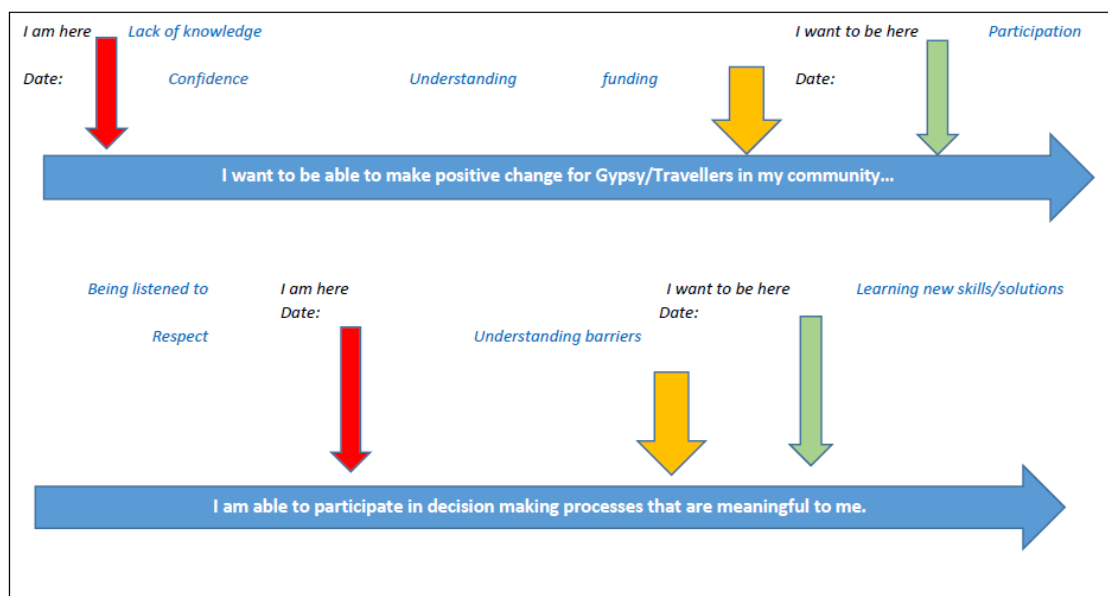 I am here Lack of knowledge I want to be here Participation
Date: Confidence Understanding funding Date:
I want to be able to make positive change for Gypsy/Travellers in my community...
Being listened to I am here I want to be here Learning new skills/solutions
Date: Date:
Respect Understanding barriers
I am able to participate in decision making processes that are meaningful to me.